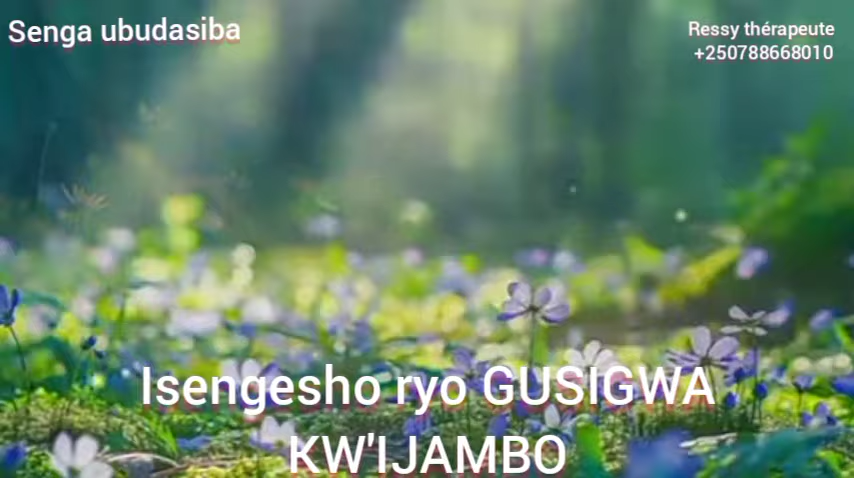 Senga ubudasiba
Ressy thérapeute
+250788668010
Isengesho ryo GUSIGWA
KW'IJAMBO